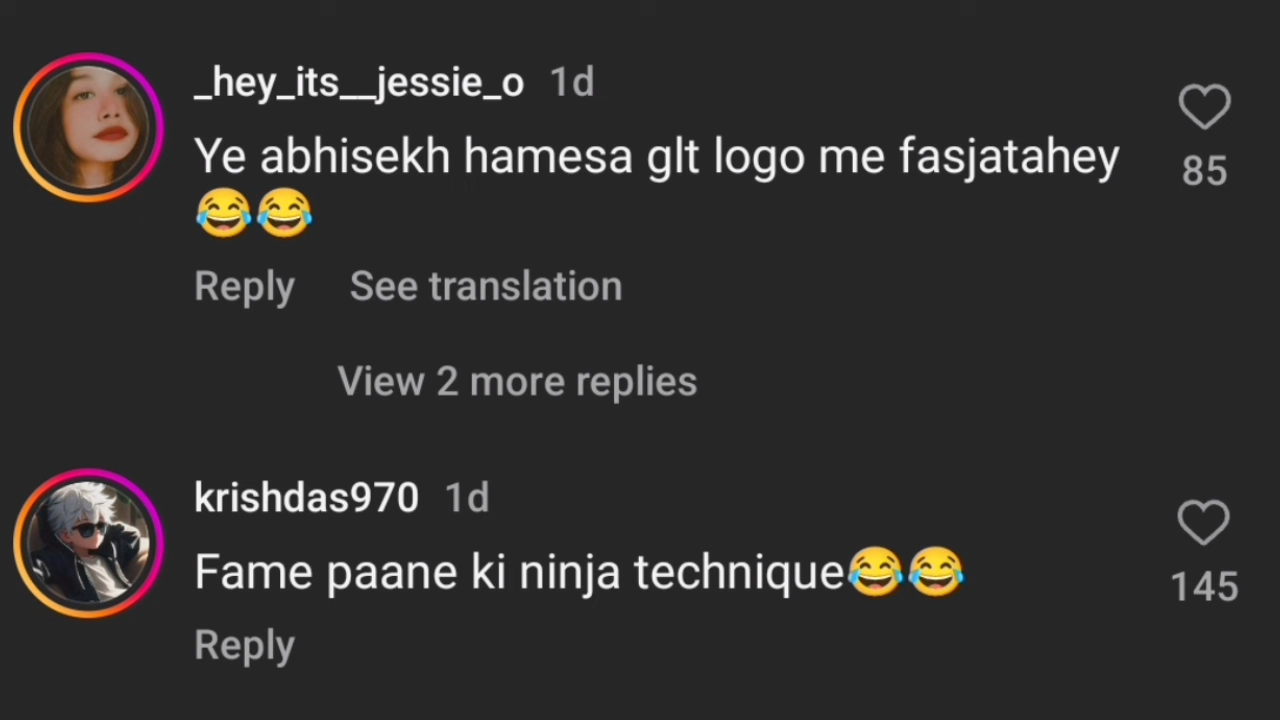 _hey_its__jessie_o 1d
Ye abhisekh hamesa glt logo me fasjatahey
😂😂
85
Reply See translation
View 2 more replies
krishdas970 1d
Fame paane ki ninja technique😂😂
145
Reply